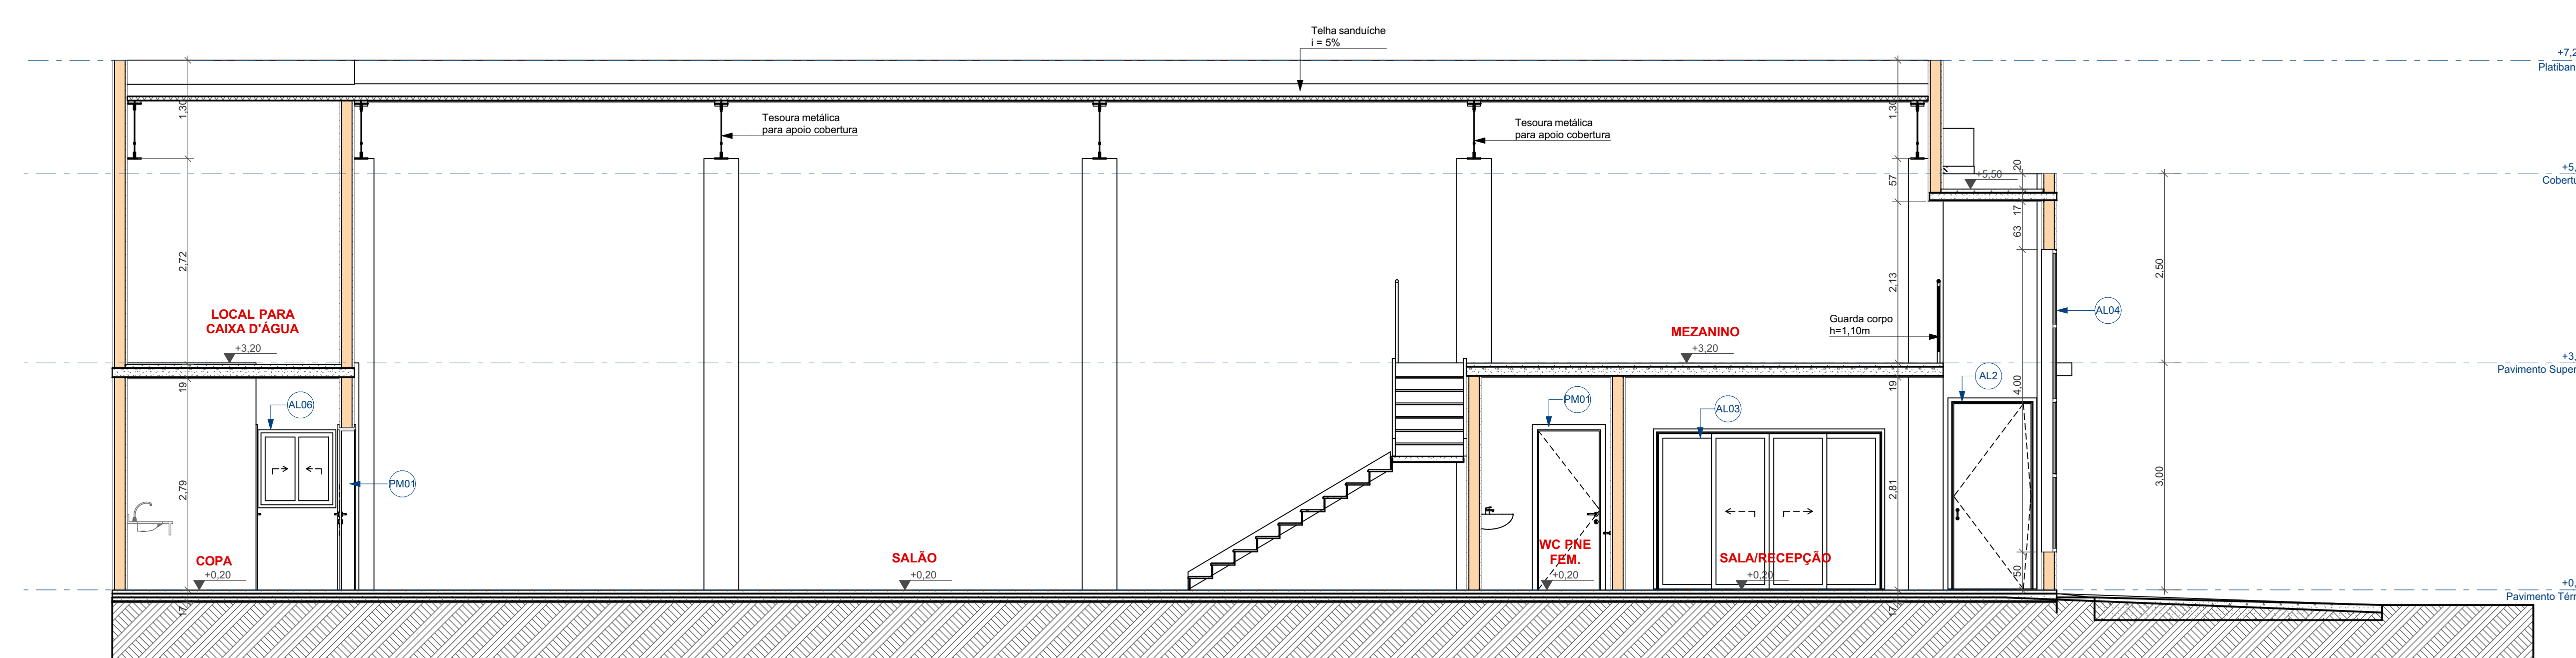 Telha sanduíche
i = 5%
+7,2
Platiban
1,30
Tesoura metálica
para apoio cobertura
Tesoura metálica
para apoio cobertura
1,30
20
+5,50
+5,
Cobertu
57
17
63
2,72
2,13
2,50
LOCAL PARA
CAIXA D'ÁGUA
+3,20
MEZANINO
+3,20
Guarda corpo
h=1,10m
AL04
+3,
Pavimento Super
19
19
4,00
AL2
AL06
PM01
AL03
PM01
2,79
2,81
3,00
COPA
+0,20
SALÃO
+0,20
WC PNE
FEM.
+0,20
SALA/RECEPÇÃO
+0,20
50
+0,
Pavimento Térr
17
17